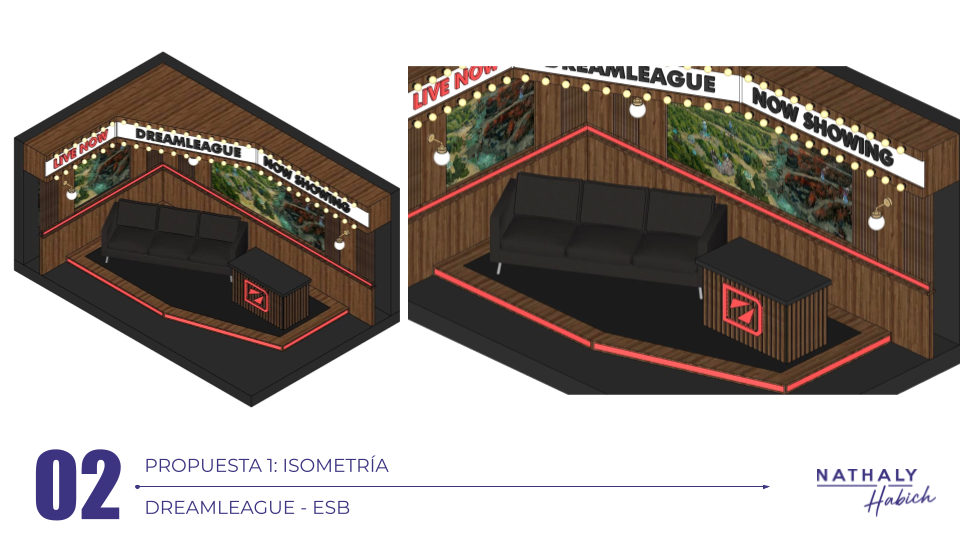 LIVE NOW
DREAMLEAGUE
NOW SHOWING
LIVE NOW
DREAMLEAGUE
NOW SHOWING
02
PROPUESTA 1: ISOMETRÍA
DREAMLEAGUE - ESB
NATHALY
Habich